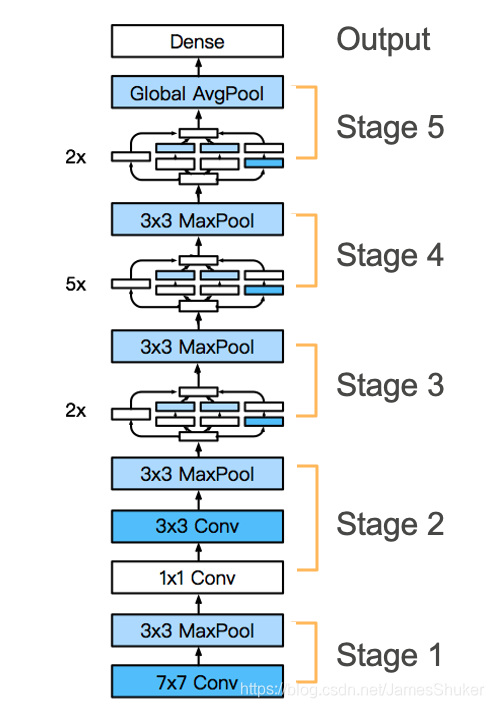 Dense
Output
Global AvgPool
Stage 5
2x
3x3 MaxPool
Stage 4
5x
3x3 MaxPool
Stage 3
2x
3x3 MaxPool
3x3 Conv
Stage 2
1x1 Conv
3x3 MaxPool
Stage 1
7x7 Conv
https://blog.csdn.net/JamesShuker